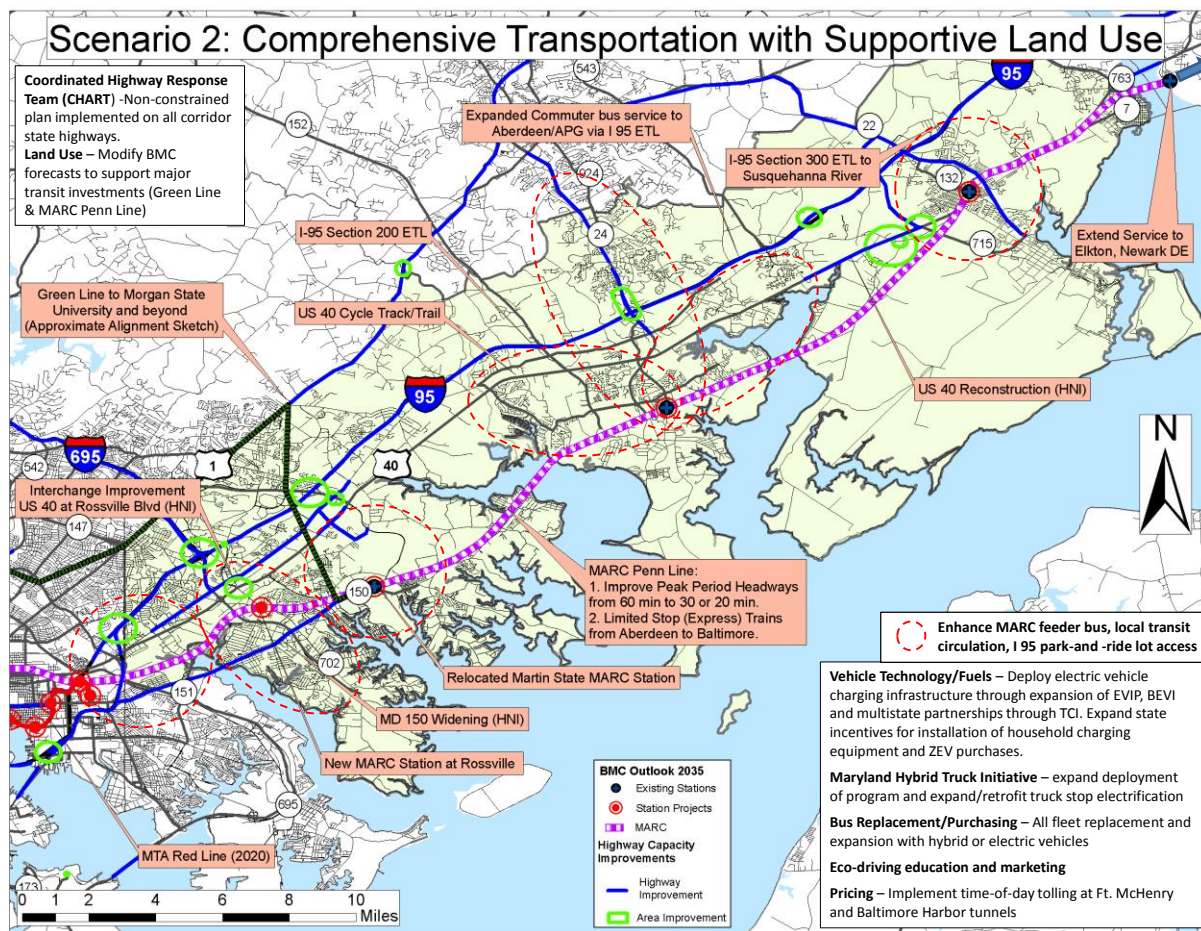 Scenario 2: Comprehensive Transportation with Supportive Land Use
Coordinated Highway Response
Team (CHART) -Non-constrained
plan implemented on all corridor
state highways.
Land Use – Modify BMC
forecasts to support major
transit investments (Green Line
& MARC Penn Line)
543
95
763
7
152
Expanded Commuter bus service to
Aberdeen/APG via I 95 ETL
22
I-95 Section 300 ETL to
Susquehanna River
924
132
I-95 Section 200 ETL
24
715
Extend Service to
Elkton, Newark DE
Green Line to Morgan State
University and beyond
(Approximate Alignment Sketch)
US 40 Cycle Track/Trail
95
US 40 Reconstruction (HNI)
N
695
542
1
40
Interchange Improvement
US 40 at Rossville Blvd (HNI)
147
MARC Penn Line:
1. Improve Peak Period Headways
from 60 min to 30 or 20 min.
2. Limited Stop (Express) Trains
from Aberdeen to Baltimore.
150
Enhance MARC feeder bus, local transit
circulation, I 95 park-and -ride lot access
702
Relocated Martin State MARC Station
151
MD 150 Widening (HNI)
New MARC Station at Rossville
695
MTA Red Line (2020)
173
0 1 2 4 6 8 10
Miles
BMC Outlook 2035
Existing Stations
Station Projects
MARC
Highway Capacity
Improvements
Highway
Improvement
Area Improvement
Vehicle Technology/Fuels – Deploy electric vehicle
charging infrastructure through expansion of EVIP, BEVI
and multistate partnerships through TCI. Expand state
incentives for installation of household charging
equipment and ZEV purchases.
Maryland Hybrid Truck Initiative – expand deployment
of program and expand/retrofit truck stop electrification
Bus Replacement/Purchasing – All fleet replacement and
expansion with hybrid or electric vehicles
Eco-driving education and marketing
Pricing – Implement time-of-day tolling at Ft. McHenry
and Baltimore Harbor tunnels